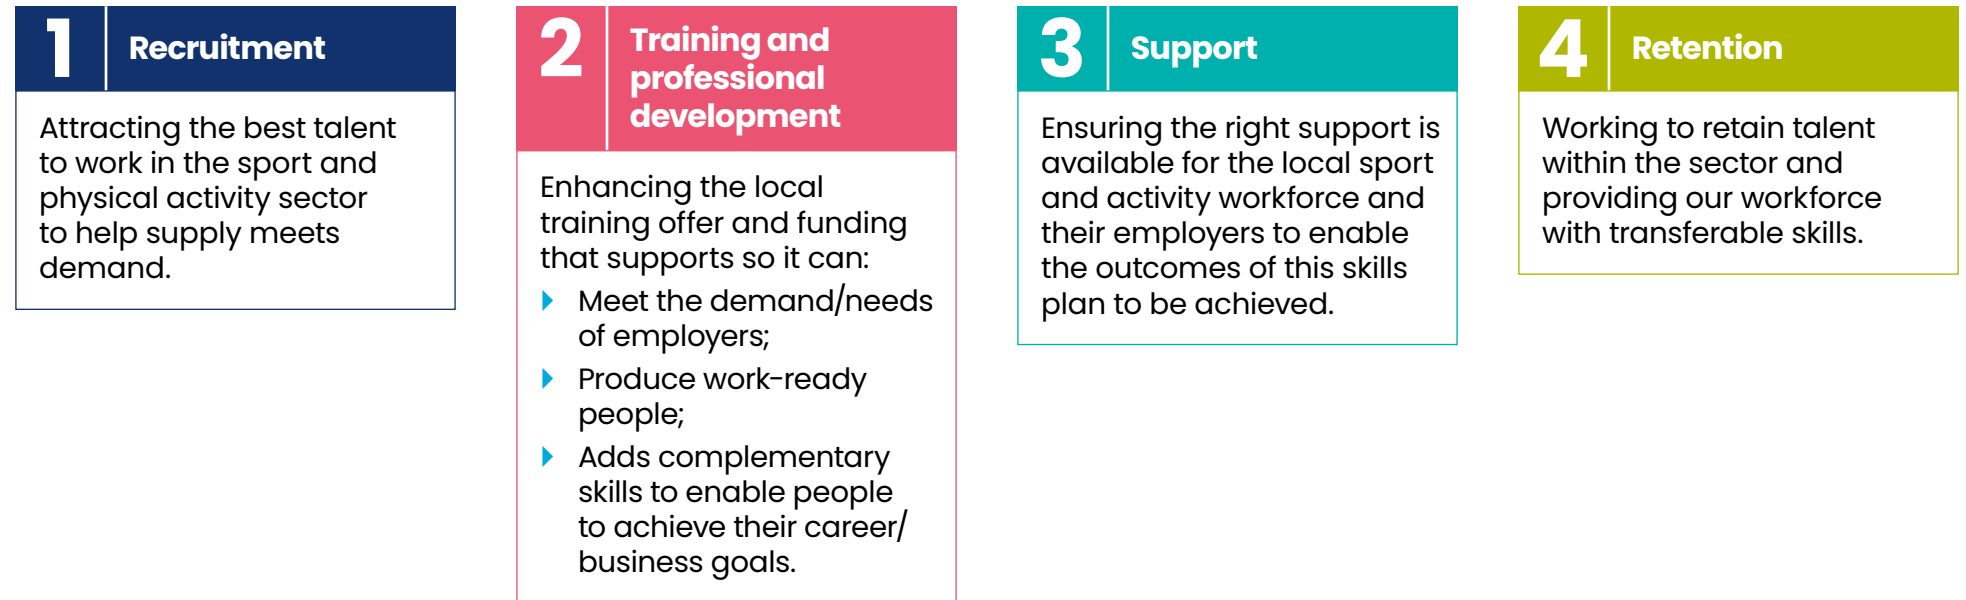 1
Recruitment
Attracting the best talent
to work in the sport and
physical activity sector
to help supply meets
demand.
2
Training and
professional
development
Enhancing the local
training offer and funding
that supports so it can:
Meet the demand/needs
of employers;
Produce work-ready
people;
Adds complementary
skills to enable people
to achieve their career/
business goals.
3
Support
Ensuring the right support is
available for the local sport
and activity workforce and
their employers to enable
the outcomes of this skills
plan to be achieved.
4
Retention
Working to retain talent
within the sector and
providing our workforce
with transferable skills.